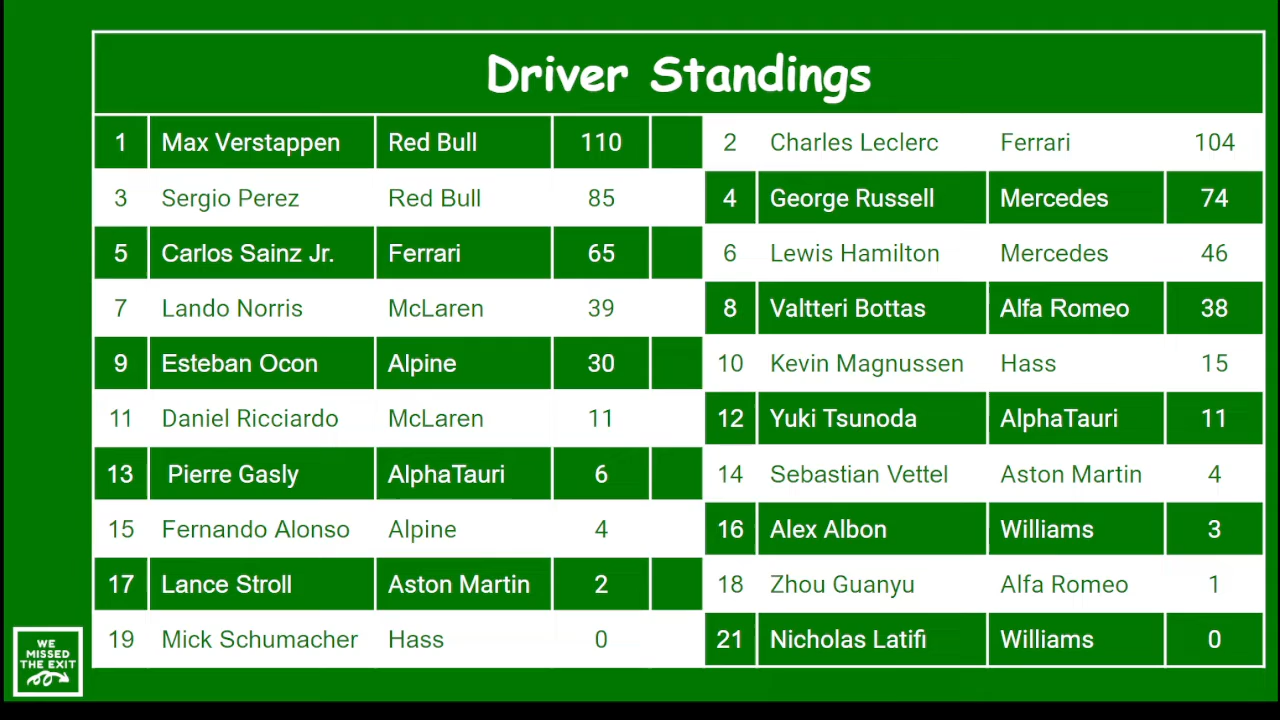 Driver Standings
1 Max Verstappen Red Bull 110 2 Charles Leclerc Ferrari 104
3 Sergio Perez Red Bull 85 4 George Russell Mercedes 74
5 Carlos Sainz Jr. Ferrari 65 6 Lewis Hamilton Mercedes 46
7 Lando Norris McLaren 39 8 Valtteri Bottas Alfa Romeo 38
9 Esteban Ocon Alpine 30 10 Kevin Magnussen Hass 15
11 Daniel Ricciardo McLaren 11 12 Yuki Tsunoda AlphaTauri 11
13 Pierre Gasly AlphaTauri 6 14 Sebastian Vettel Aston Martin 4
15 Fernando Alonso Alpine 4 16 Alex Albon Williams 3
17 Lance Stroll Aston Martin 2 18 Zhou Guanyu Alfa Romeo 1
19 Mick Schumacher Hass 0 21 Nicholas Latifi Williams 0
WE
MISSED
THE EXIT